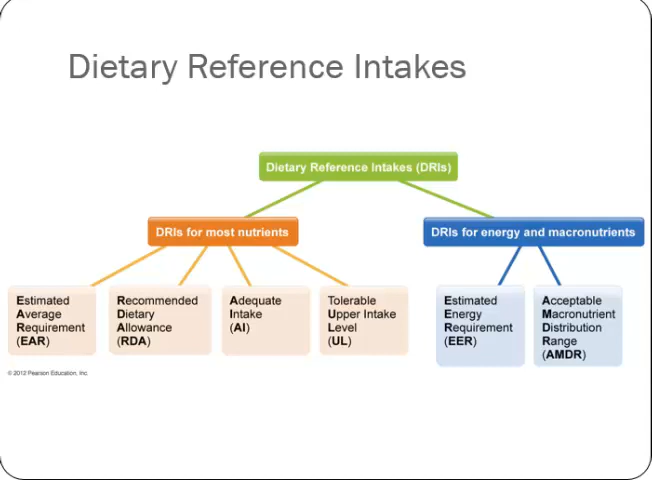 Dietary Reference Intakes
Dietary Reference Intakes (DRIs)
DRIs for most nutrients
DRIs for energy and macronutrients
Estimated
Average
Requirement
(EAR)
Recommended
Dietary
Allowance
(RDA)
Adequate
Intake
(AI)
Tolerable
Upper Intake
Level
(UL)
Estimated
Energy
Requirement
(EER)
Acceptable
Macronutrient
Distribution
Range
(AMDR)
© 2012 Pearson Education, Inc.